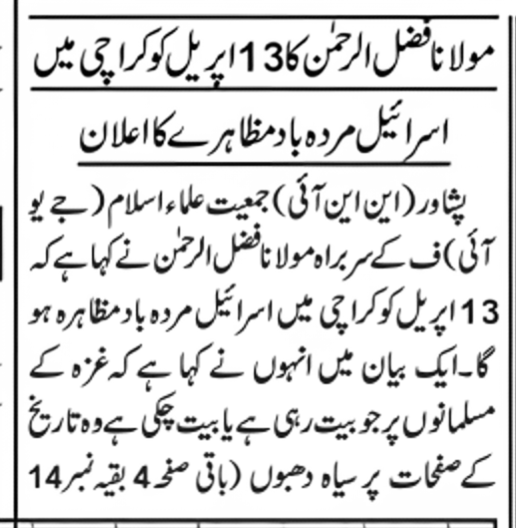 مولانا فضل الرحمٰن کا 13 اپریل کو کراچی میں
اسرائیل مردہ باد مظاہرے کا اعلان
پشاور (این این آئی) جمعیت علماء اسلام (جے یو
آئی) ف کے سربراہ مولانا فضل الرحمٰن نے کہا ہے کہ
13 اپریل کو کراچی میں اسرائیل مردہ باد مظاہرہ ہو
گا۔ ایک بیان میں انہوں نے کہا ہے کہ غزہ کے
مسلمانوں پر جو بیت رہی ہے یا بیت چکی ہے وہ تاریخ
کے صفحات پر سیاہ دھبوں (باقی صفحہ 4 بقیہ نمبر 14